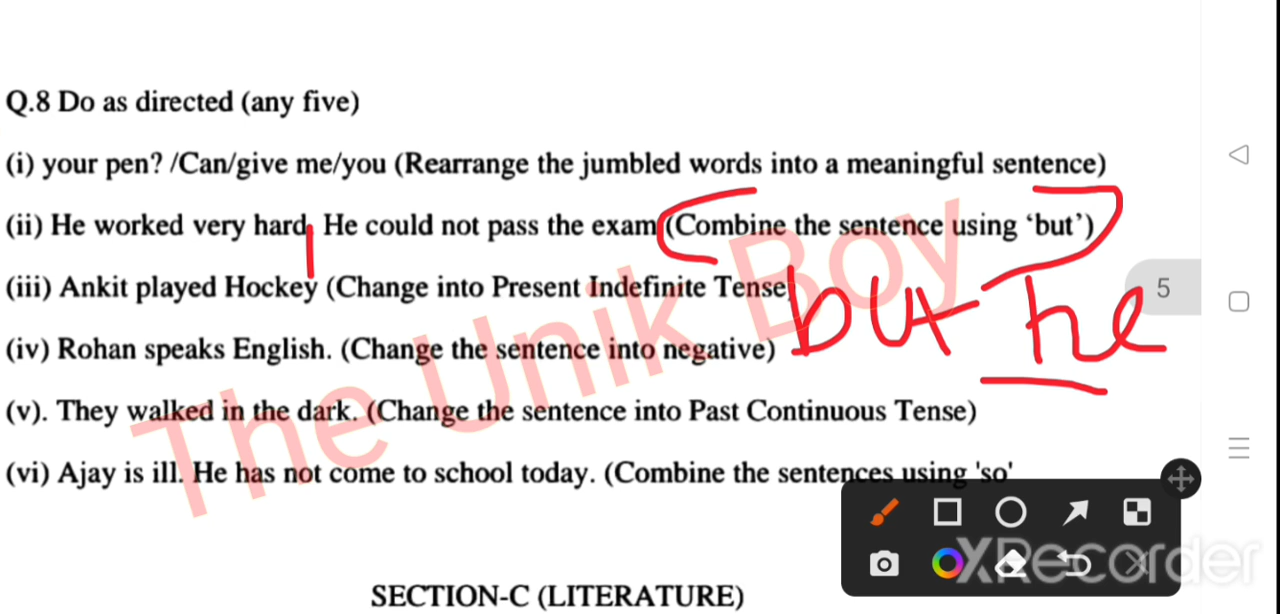 Q.8 Do as directed (any five)
(i) your pen? /Can/give me/you (Rearrange the jumbled words into a meaningful sentence)
(ii) He worked very hard, He could not pass the exam (Combine the sentence using ‘but’)
(iii) Ankit played Hockey (Change into Present Indefinite Tense)
5
but he
(iv) Rohan speaks English. (Change the sentence into negative)
(v). They walked in the dark. (Change the sentence into Past Continuous Tense)
(vi) Ajay is ill. He has not come to school today. (Combine the sentences using 'so'
The Unik Boy
XRecorder
SECTION-C (LITERATURE)